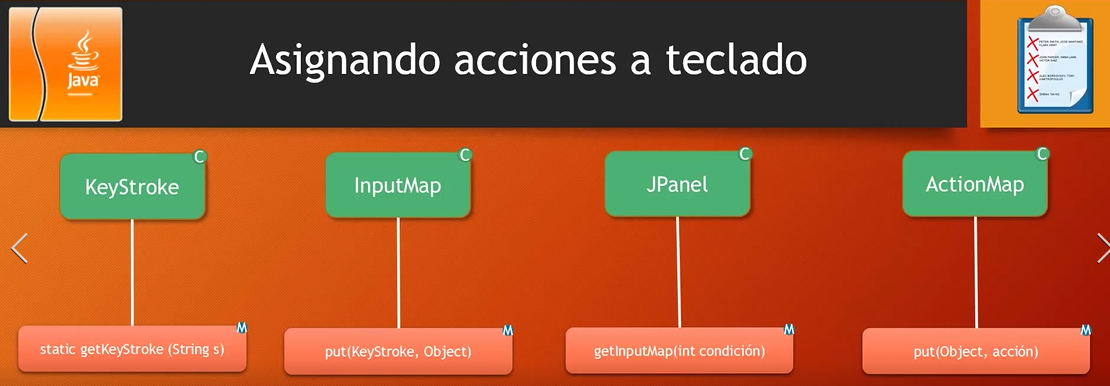 Java
Asignando acciones a teclado
KeyStroke
C
InputMap
C
JPanel
C
ActionMap
C
static getKeyStroke (String s)
M
put(KeyStroke, Object)
M
getInputMap(int condición)
M
put(Object, acción)
M